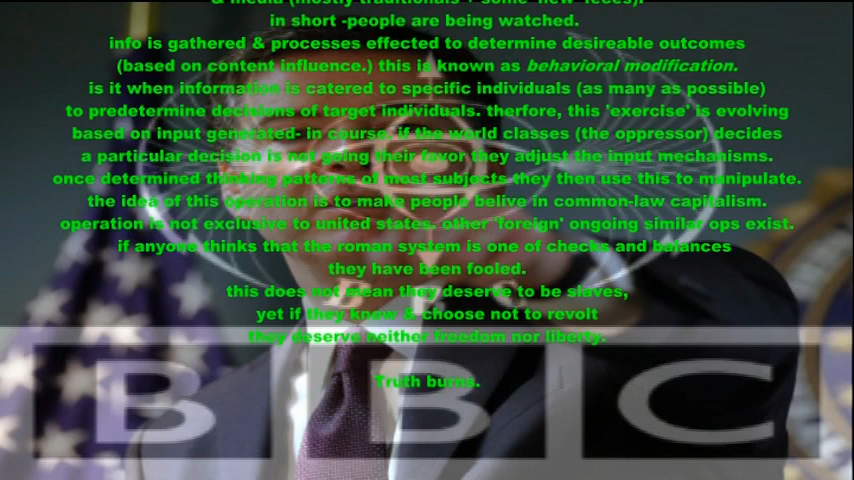 & media (mostly traditionals + some 'new' feces).
in short -people are being watched.
info is gathered & processes effected to determine desireable outcomes
(based on content influence.) this is known as behavioral modification.
is it when information is catered to specific individuals (as many as possible)
to predetermine decisions of target individuals. therfore, this 'exercise' is evolving
based on input generated- in course. if the world classes (the oppressor) decides
a particular decision is not going their favor they adjust the input mechanisms.
once determined thinking patterns of most subjects they then use this to manipulate.
the idea of this operation is to make people belive in common-law capitalism.
operation is not exclusive to united states. other 'foreign' ongoing similar ops exist.
if anyone thinks that the roman system is one of checks and balances
they have been fooled.
this does not mean they deserve to be slaves,
yet if they know & choose not to revolt
they deserve neither freedom nor liberty.
Truth burns.
BBC